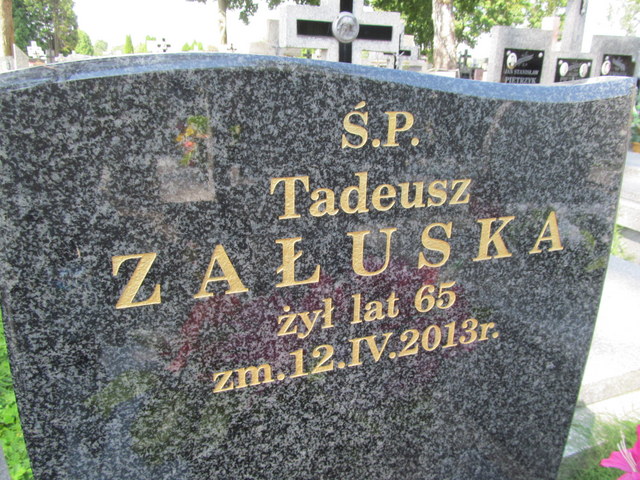 Ś.P.
Tadeusz
ZAŁUSKA
żył lat 65
zm.12.IV.2013r.